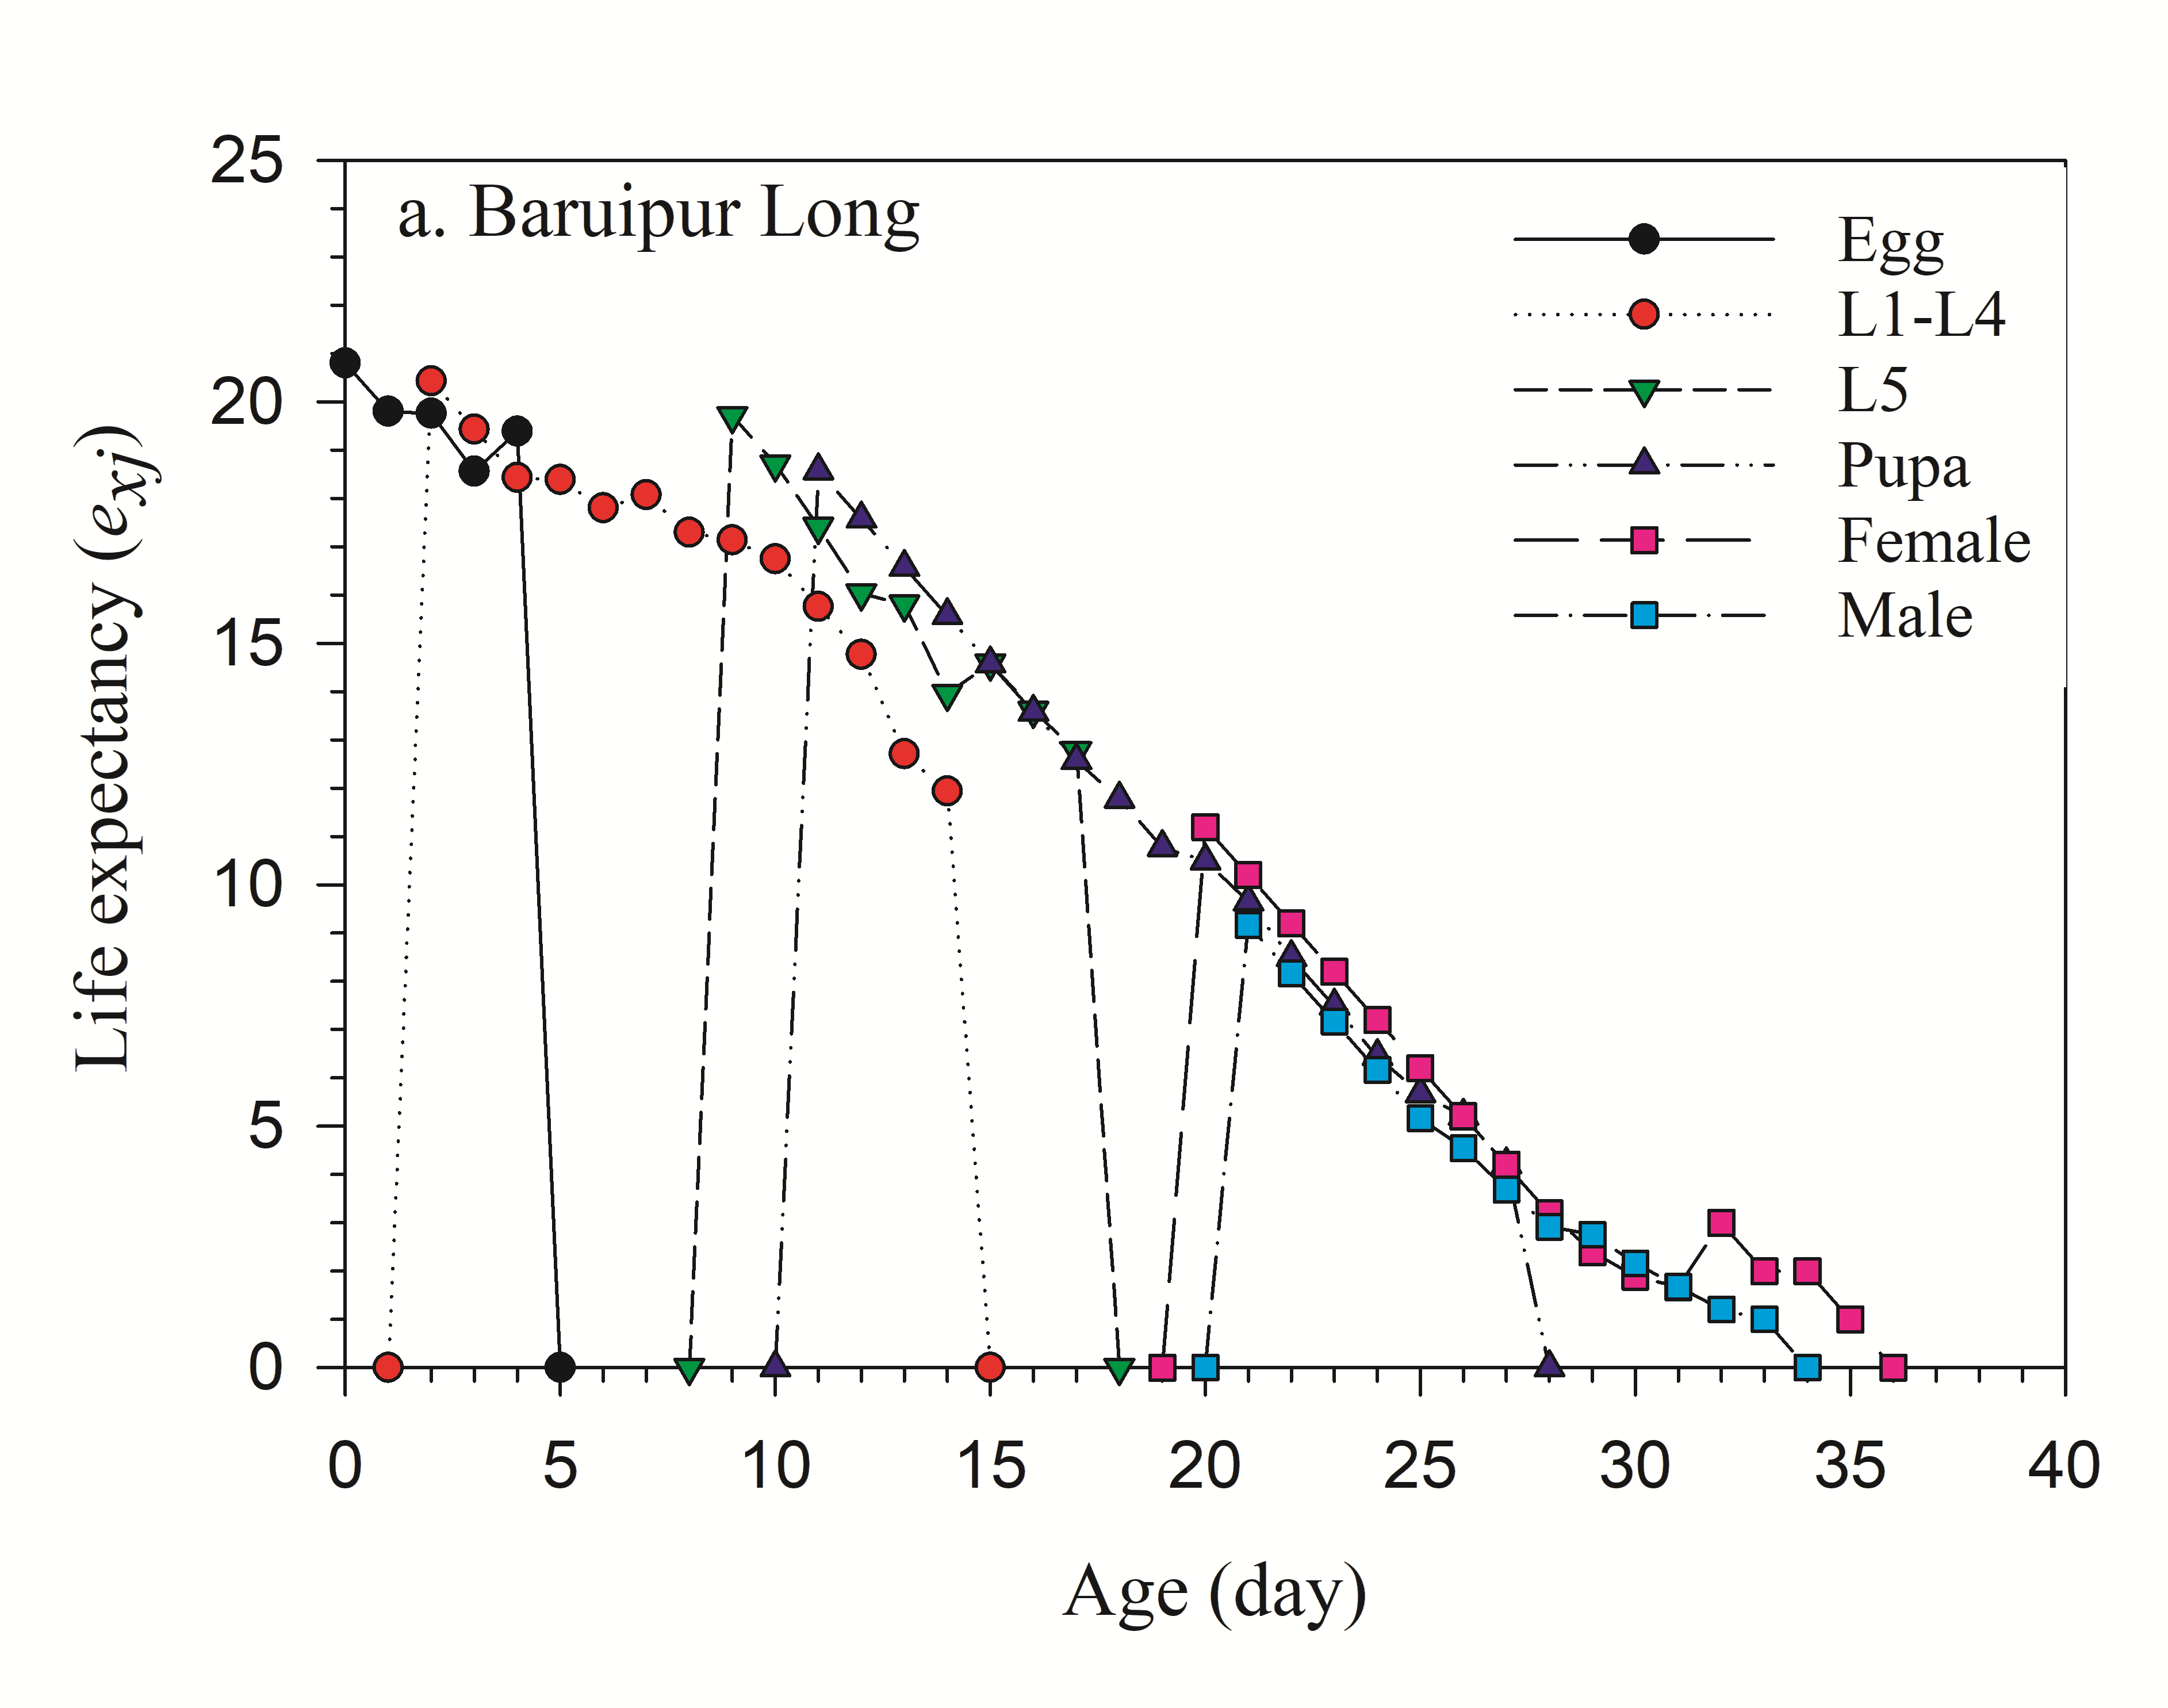 a. Baruipur Long
Egg
L1-L4
L5
Pupa
Female
Male
Life expectancy (exj)
25
20
15
10
5
0
0 5 10 15 20 25 30 35 40
Age (day)